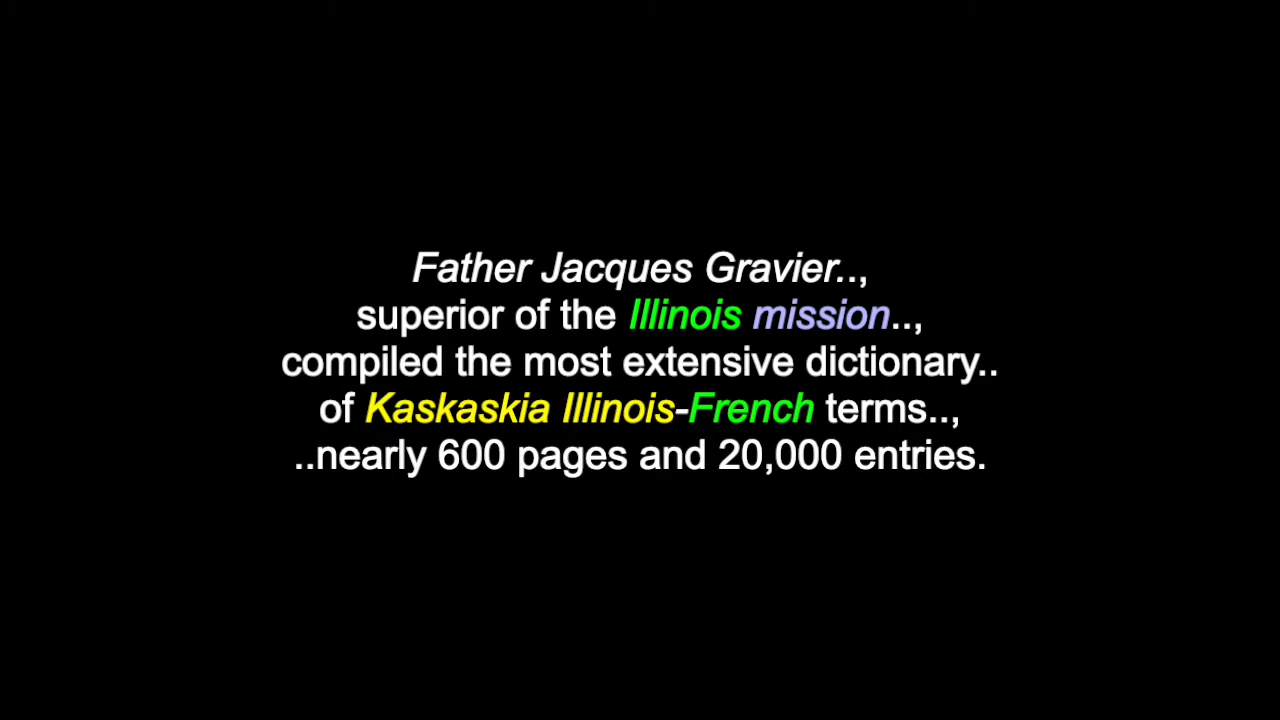 Father Jacques Gravier..,
superior of the Illinois mission..,
compiled the most extensive dictionary..
of Kaskaskia Illinois-French terms..,
..nearly 600 pages and 20,000 entries.